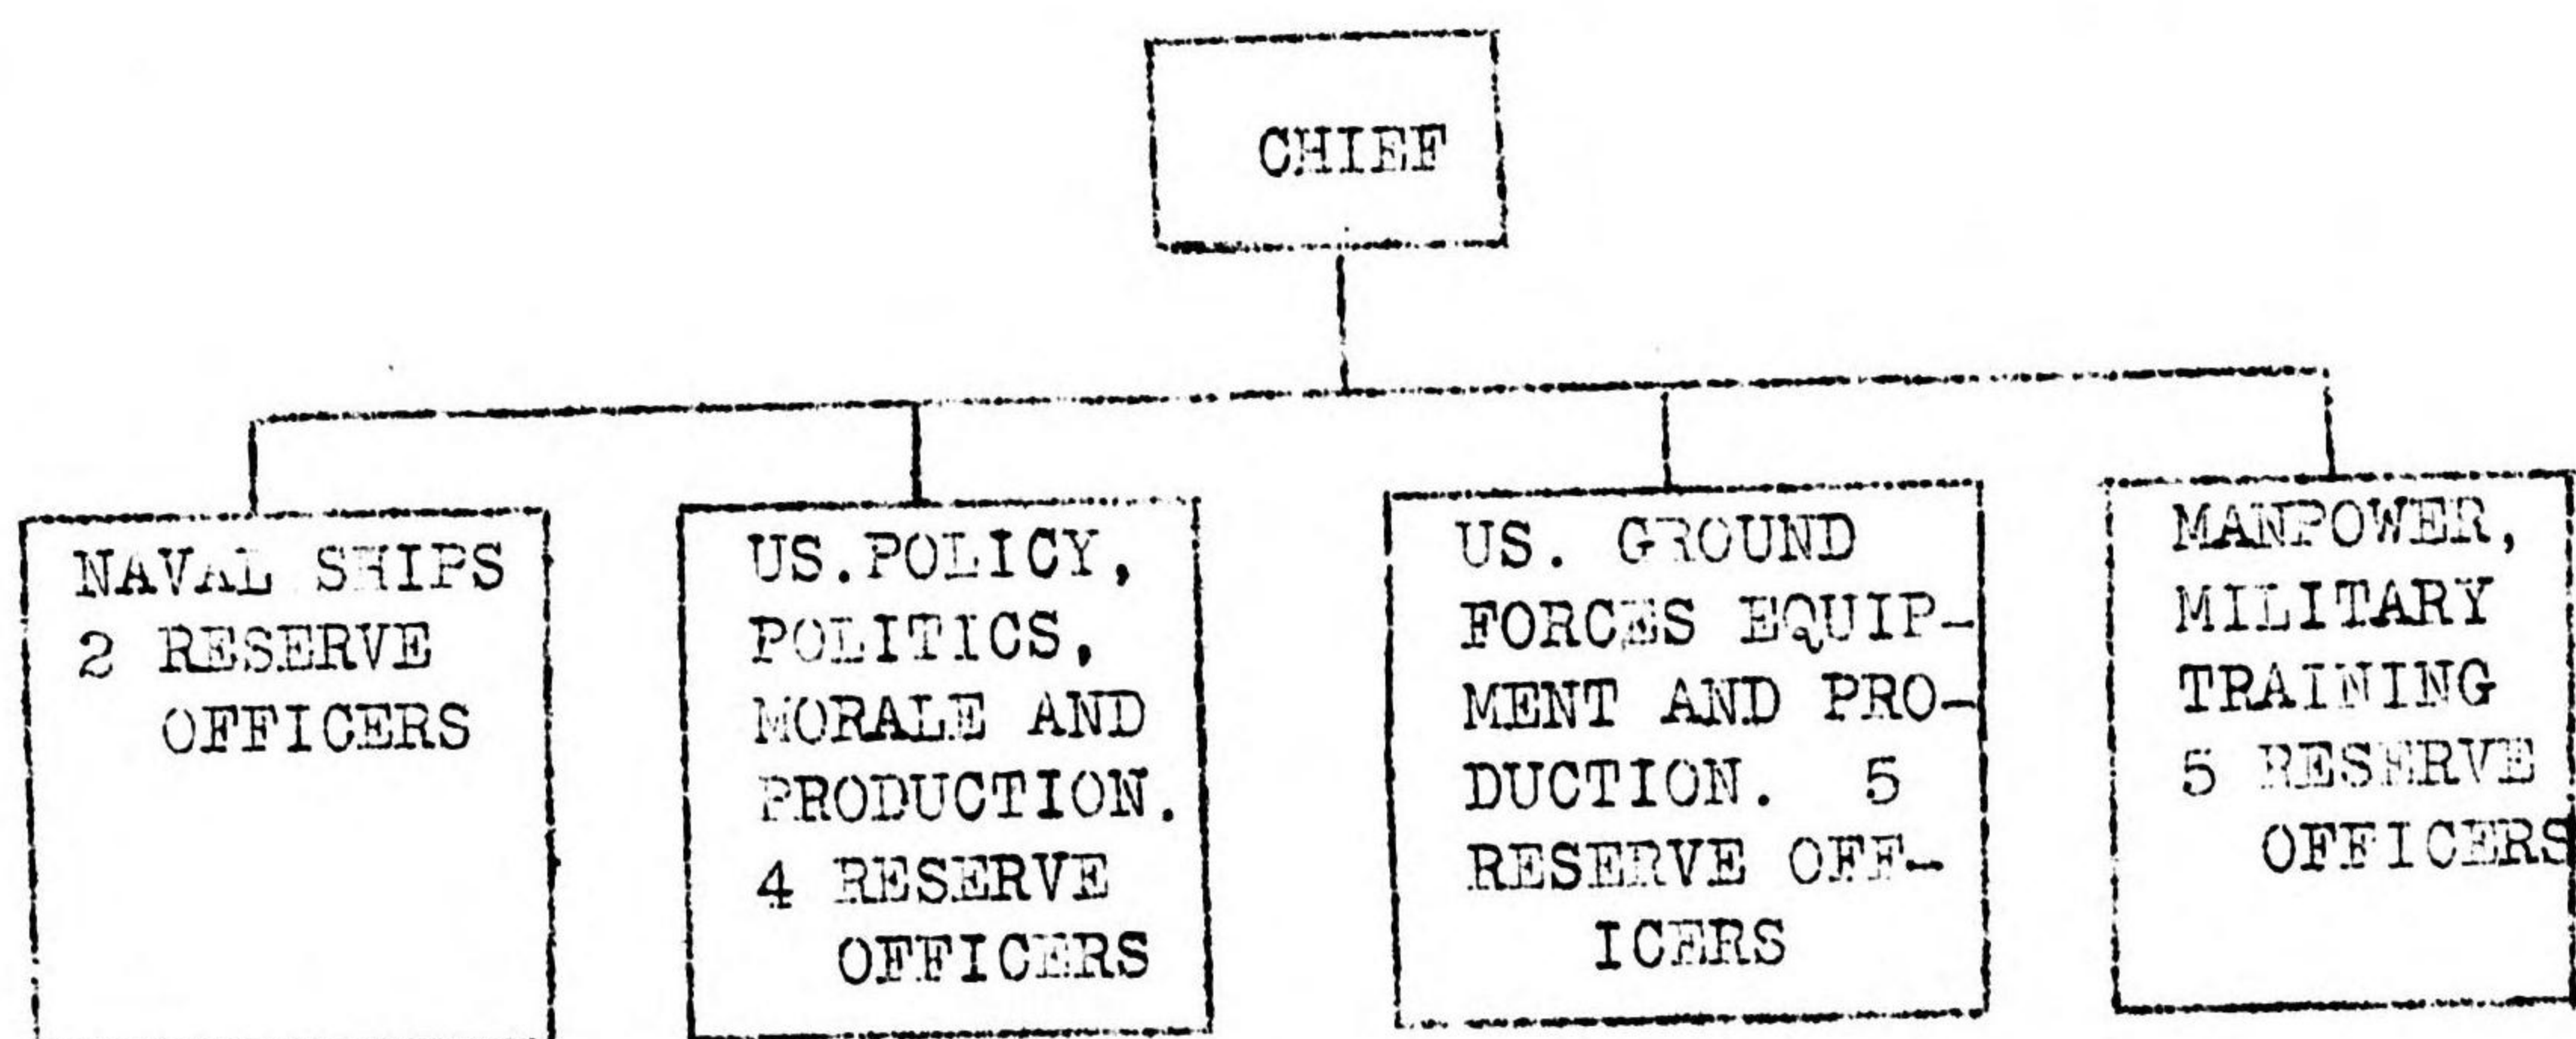 CHIEF
NAVAL SHIPS
2 RESERVE
OFFICERS
US.POLICY,
POLITICS,
MORALE AND
PRODUCTION.
4 RESERVE
OFFICERS
US. GROUND
FORCES EQUIP-
MENT AND PRO-
DUCTION. 5
RESERVE OFF-
ICERS
MANPOWER,
MILITARY
TRAINING
5 RESERVE
OFFICERS